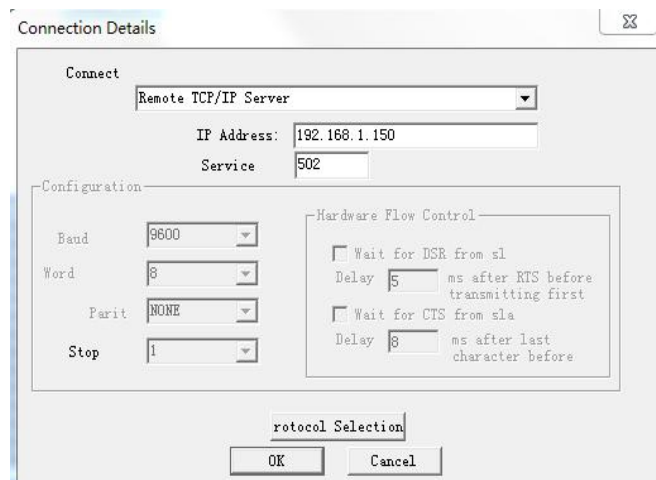 Connection Details
Connect
Remote TCP/IP Server
IP Address: 192.168.1.150
Service 502
Configuration
Baud 9600
Word 8
Parit NONE
Stop 1
Hardware Flow Control
Wait for DSR from sl
Delay 5 ms after RTS before
transmitting first
Wait for CTS from sla
Delay 8 ms after last
character before
rotocol Selection
OK Cancel